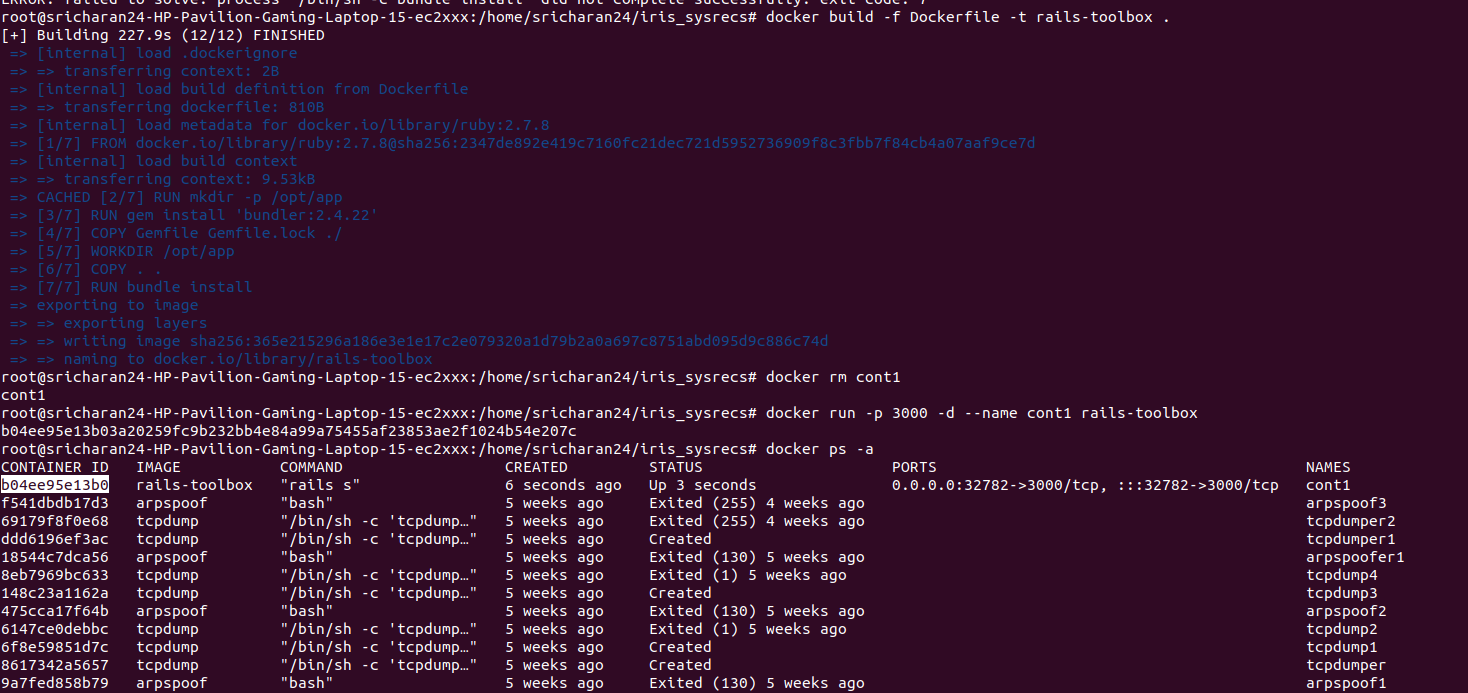 ERROR: failed to solve: process "/bin/sh -c bundle install" did not complete successfully: exit code: 7
root@sricharan24-HP-Pavilion-Gaming-Laptop-15-ec2xxx:/home/sricharan24/iris_sysrecs# docker build -f Dockerfile -t rails-toolbox .
[+] Building 227.9s (12/12) FINISHED
=> [internal] load .dockerignore
=> => transferring context: 2B
=> [internal] load build definition from Dockerfile
=> => transferring dockerfile: 810B
=> [internal] load metadata for docker.io/library/ruby:2.7.8
=> [1/7] FROM docker.io/library/ruby:2.7.8@sha256:2347de892e419c7160fc21dec721d5952736909f8c3fbb7f84cb4a07aaf9ce7d
=> [internal] load build context
=> => transferring context: 9.53kB
=> CACHED [2/7] RUN mkdir -p /opt/app
=> [3/7] RUN gem install 'bundler:2.4.22'
=> [4/7] COPY Gemfile Gemfile.lock ./
=> [5/7] WORKDIR /opt/app
=> [6/7] COPY . .
=> [7/7] RUN bundle install
=> exporting to image
=> => exporting layers
=> => writing image sha256:365e215296a186e3e1e17c2e079320a1d79b2a0a697c8751abd095d9c886c74d
=> => naming to docker.io/library/rails-toolbox
root@sricharan24-HP-Pavilion-Gaming-Laptop-15-ec2xxx:/home/sricharan24/iris_sysrecs# docker rm cont1
cont1
root@sricharan24-HP-Pavilion-Gaming-Laptop-15-ec2xxx:/home/sricharan24/iris_sysrecs# docker run -p 3000 -d --name cont1 rails-toolbox
b04ee95e13b03a20259fc9b232bb4e84a99a75455af23853ae2f1024b54e207c
root@sricharan24-HP-Pavilion-Gaming-Laptop-15-ec2xxx:/home/sricharan24/iris_sysrecs# docker ps -a
CONTAINER ID IMAGE COMMAND CREATED STATUS PORTS NAMES
b04ee95e13b0 rails-toolbox "rails s" 6 seconds ago Up 3 seconds 0.0.0.0:32782->3000/tcp, :::32782->3000/tcp cont1
f541dbdb17d3 arpspoof "bash" 5 weeks ago Exited (255) 4 weeks ago arpspoof3
69179f8f0e68 tcpdump "/bin/sh -c 'tcpdump…" 5 weeks ago Exited (255) 4 weeks ago tcpdumper2
ddd6196ef3ac tcpdump "/bin/sh -c 'tcpdump…" 5 weeks ago Created tcpdumper1
18544c7dca56 arpspoof "bash" 5 weeks ago Exited (130) 5 weeks ago arpspoofer1
8eb7969bc633 tcpdump "/bin/sh -c 'tcpdump…" 5 weeks ago Exited (1) 5 weeks ago tcpdump4
148c23a1162a tcpdump "/bin/sh -c 'tcpdump…" 5 weeks ago Created tcpdump3
475cca17f64b arpspoof "bash" 5 weeks ago Exited (130) 5 weeks ago arpspoof2
6147ce0debbc tcpdump "/bin/sh -c 'tcpdump…" 5 weeks ago Exited (1) 5 weeks ago tcpdump2
6f8e59851d7c tcpdump "/bin/sh -c 'tcpdump…" 5 weeks ago Created tcpdump1
8617342a5657 tcpdump "/bin/sh -c 'tcpdump…" 5 weeks ago Created tcpdumper
9a7fed858b79 arpspoof "bash" 5 weeks ago Exited (130) 5 weeks ago arpspoof1